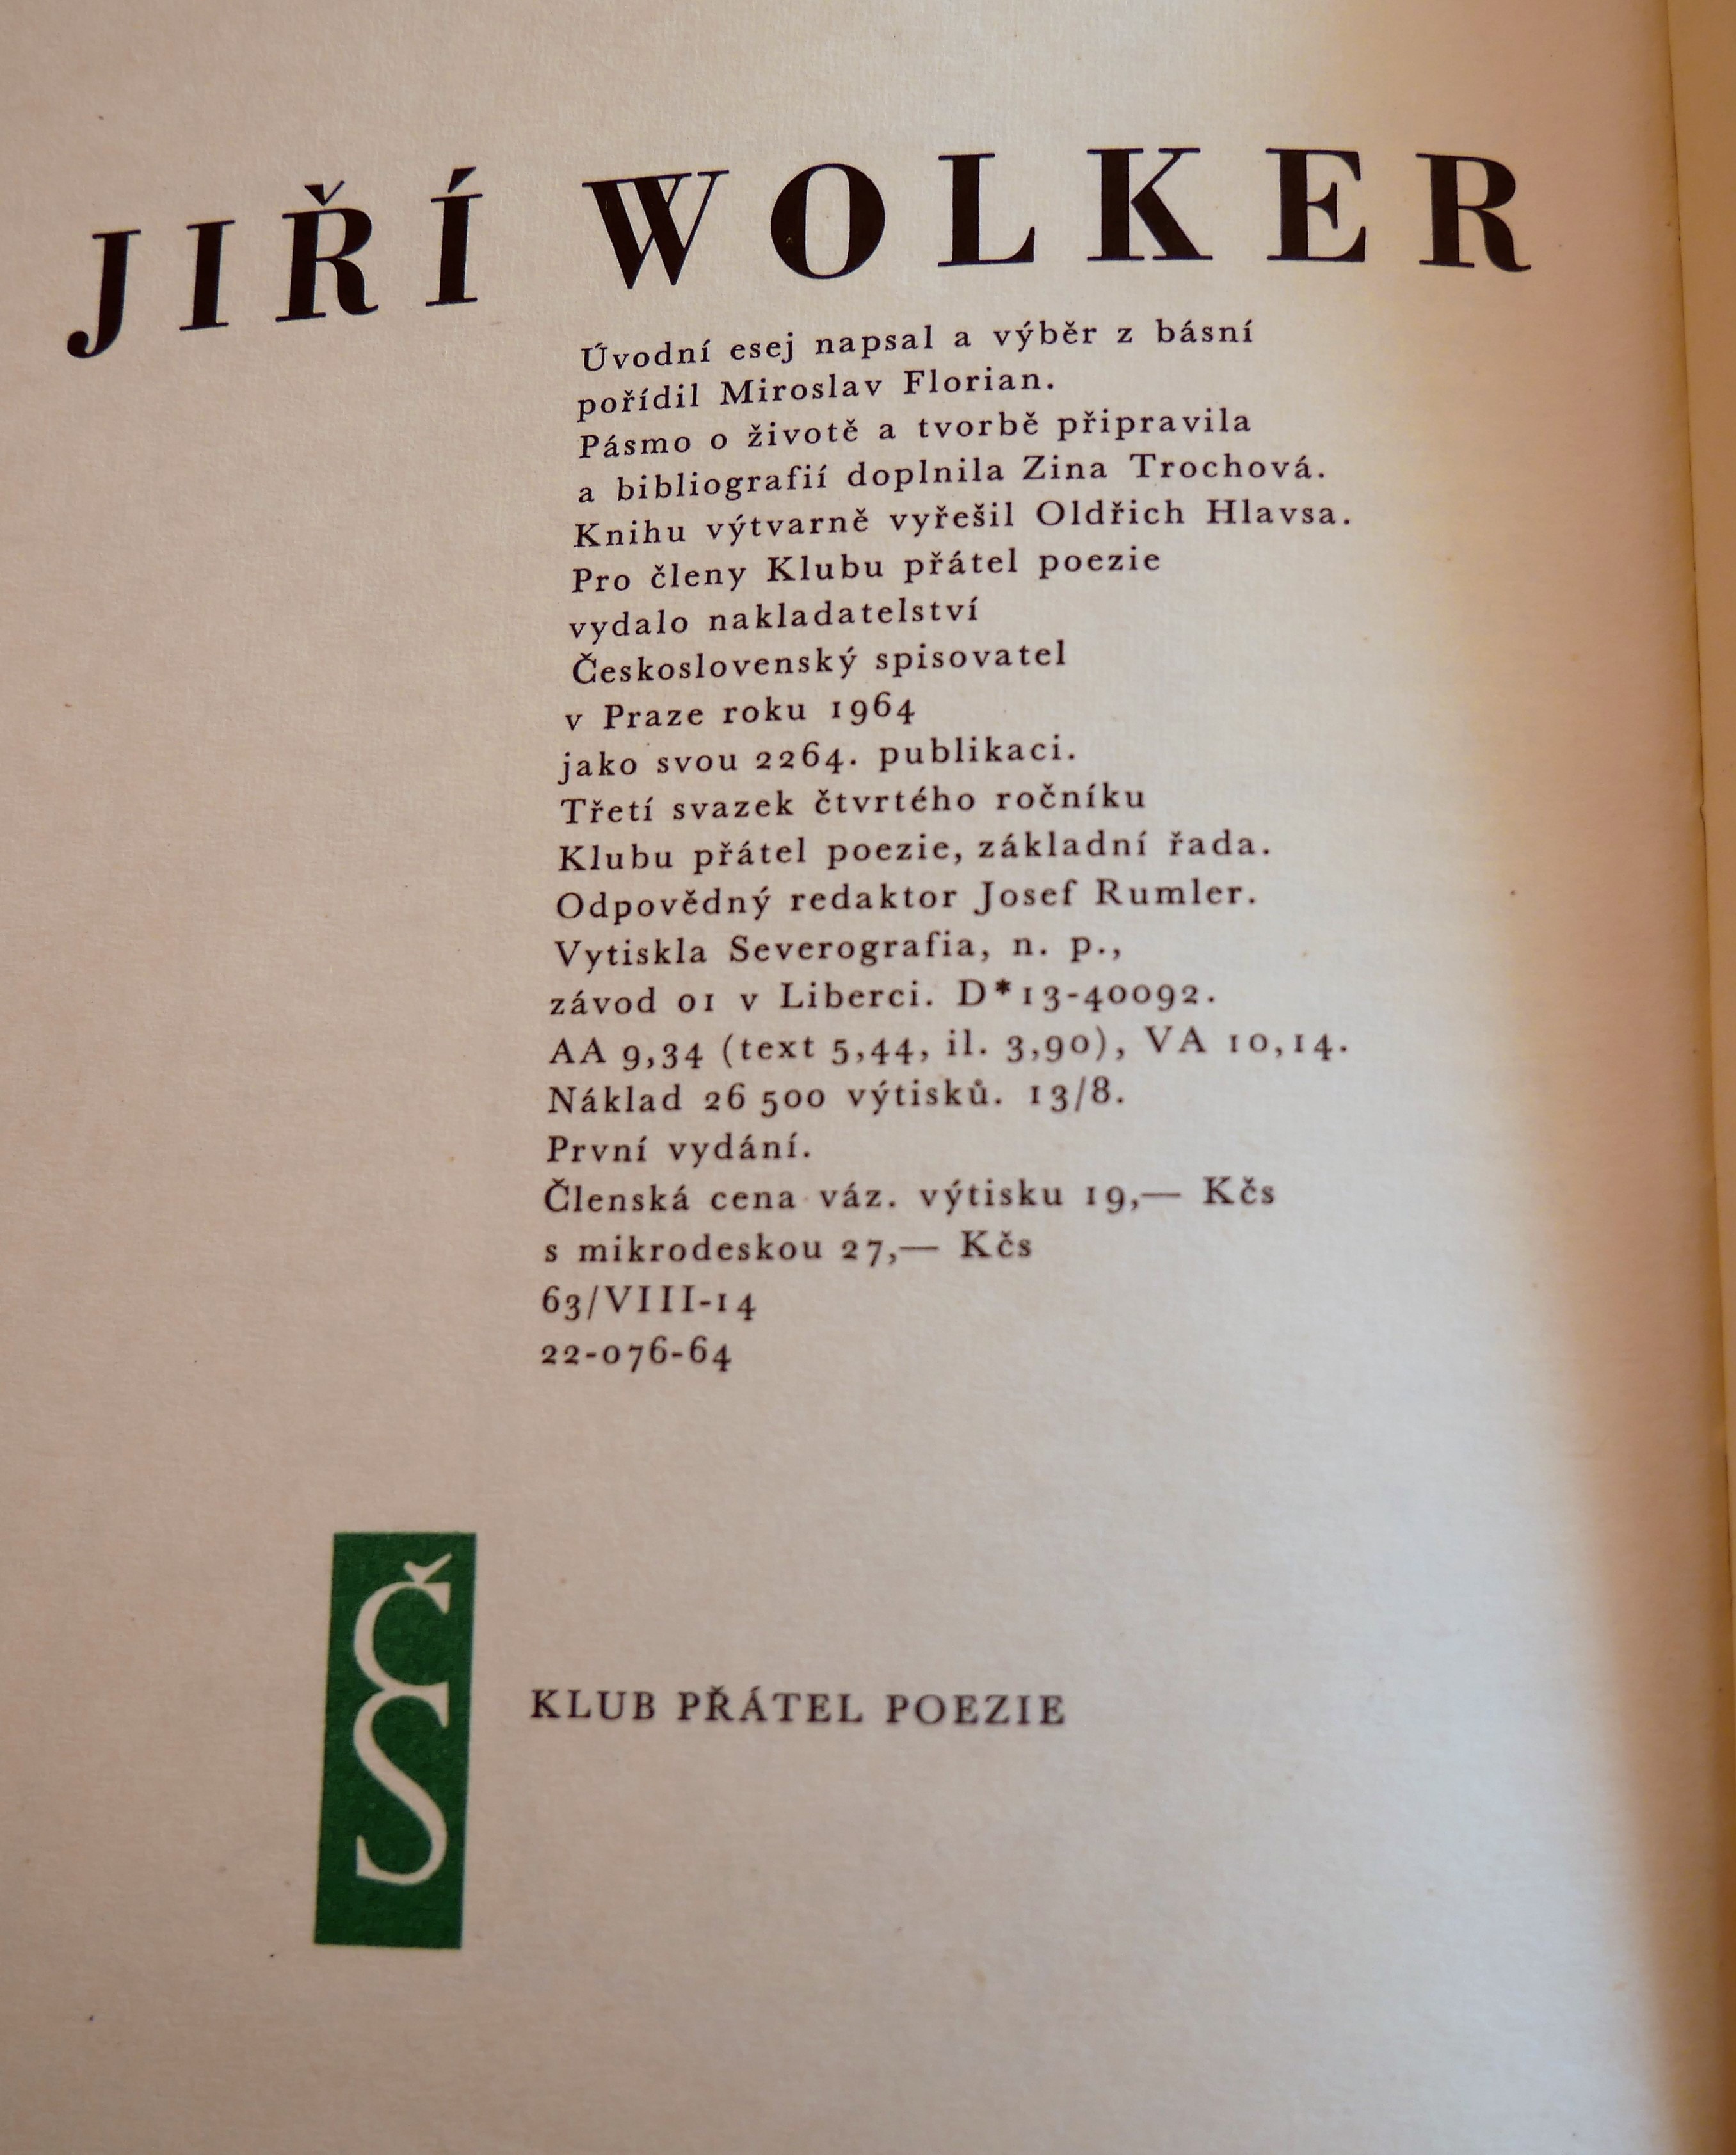 JIŘÍ WOLKER
Úvodní esej napsal a výběr z básní
pořídil Miroslav Florian.
Pásmo o životě a tvorbě připravila
a bibliografií doplnila Zina Trochová.
Knihu výtvarně vyřešil Oldřich Hlavsa.
Pro členy Klubu přátel poezie
vydalo nakladatelství
Československý spisovatel
v Praze roku 1964
jako svou 2264. publikaci.
Třetí svazek čtvrtého ročníku
Klubu přátel poezie, základní řada.
Odpovědný redaktor Josef Rumler.
Vytiskla Severografia, n. p.,
závod 01 v Liberci. D*13-40092.
AA 9,34 (text 5,44, il. 3,90), VA 10,14.
Náklad 26 500 výtisků. 13/8.
První vydání.
Členská cena váz. výtisku 19,— Kčs
s mikrodeskou 27,— Kčs
63/VIII-14
22-076-64
ČS
KLUB PŘÁTEL POEZIE